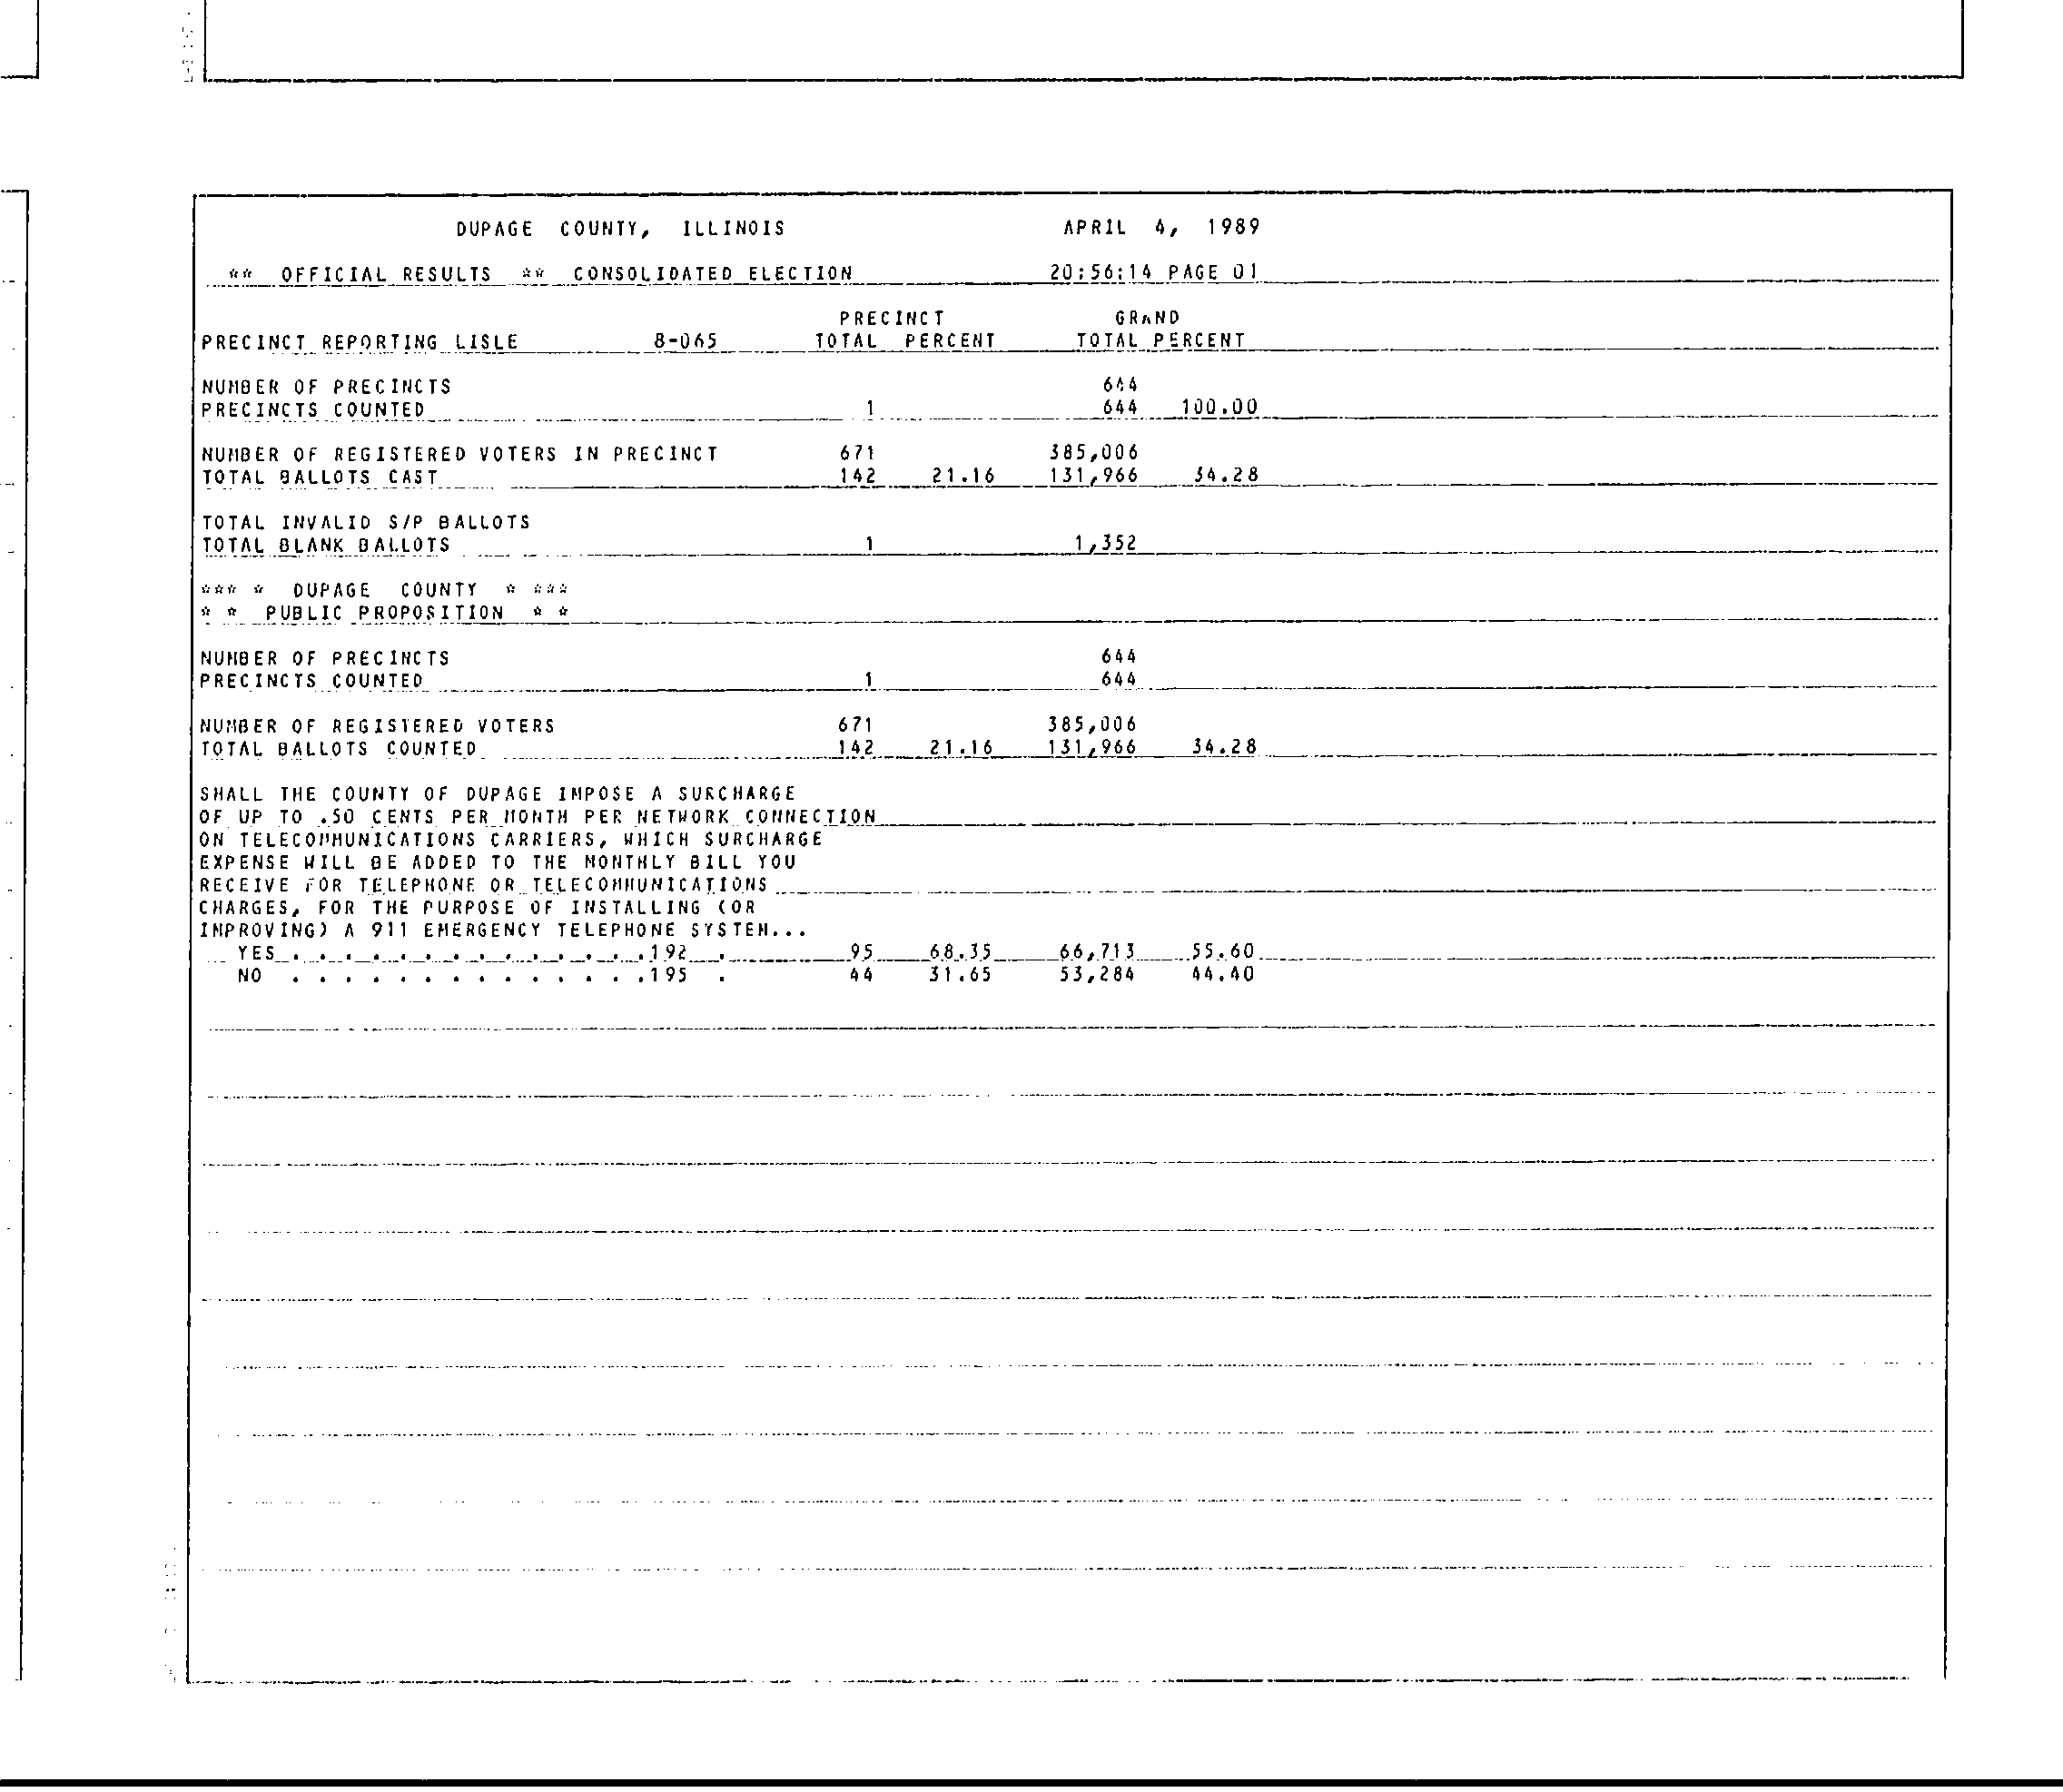 DUPAGE COUNTY, ILLINOIS APRIL 4, 1989
** OFFICIAL RESULTS ** CONSOLIDATED ELECTION 20:56:14 PAGE 01
PRECINCT GRAND
PRECINCT REPORTING LISLE 8-065 TOTAL PERCENT TOTAL PERCENT
NUMBER OF PRECINCTS 644
PRECINCTS COUNTED 1 644 100.00
NUMBER OF REGISTERED VOTERS IN PRECINCT 671 385,006
TOTAL BALLOTS CAST 142 21.16 131,966 34.28
TOTAL INVALID S/P BALLOTS
TOTAL BLANK BALLOTS 1 1,352
*** * DUPAGE COUNTY * ***
* * PUBLIC PROPOSITION * *
NUMBER OF PRECINCTS 644
PRECINCTS COUNTED 1 644
NUMBER OF REGISTERED VOTERS 671 385,006
TOTAL BALLOTS COUNTED 142 21.16 131,966 34.28
SHALL THE COUNTY OF DUPAGE IMPOSE A SURCHARGE
OF UP TO .50 CENTS PER MONTH PER NETWORK CONNECTION
ON TELECOMMUNICATIONS CARRIERS, WHICH SURCHARGE
EXPENSE WILL BE ADDED TO THE MONTHLY BILL YOU
RECEIVE FOR TELEPHONE OR TELECOMMUNICATIONS
CHARGES, FOR THE PURPOSE OF INSTALLING (OR
IMPROVING) A 911 EMERGENCY TELEPHONE SYSTEM...
YES . . . . . . . . . . . . . .192 . 95 68.35 66,713 55.60
NO . . . . . . . . . . . . . .195 . 44 31.65 53,284 44.40